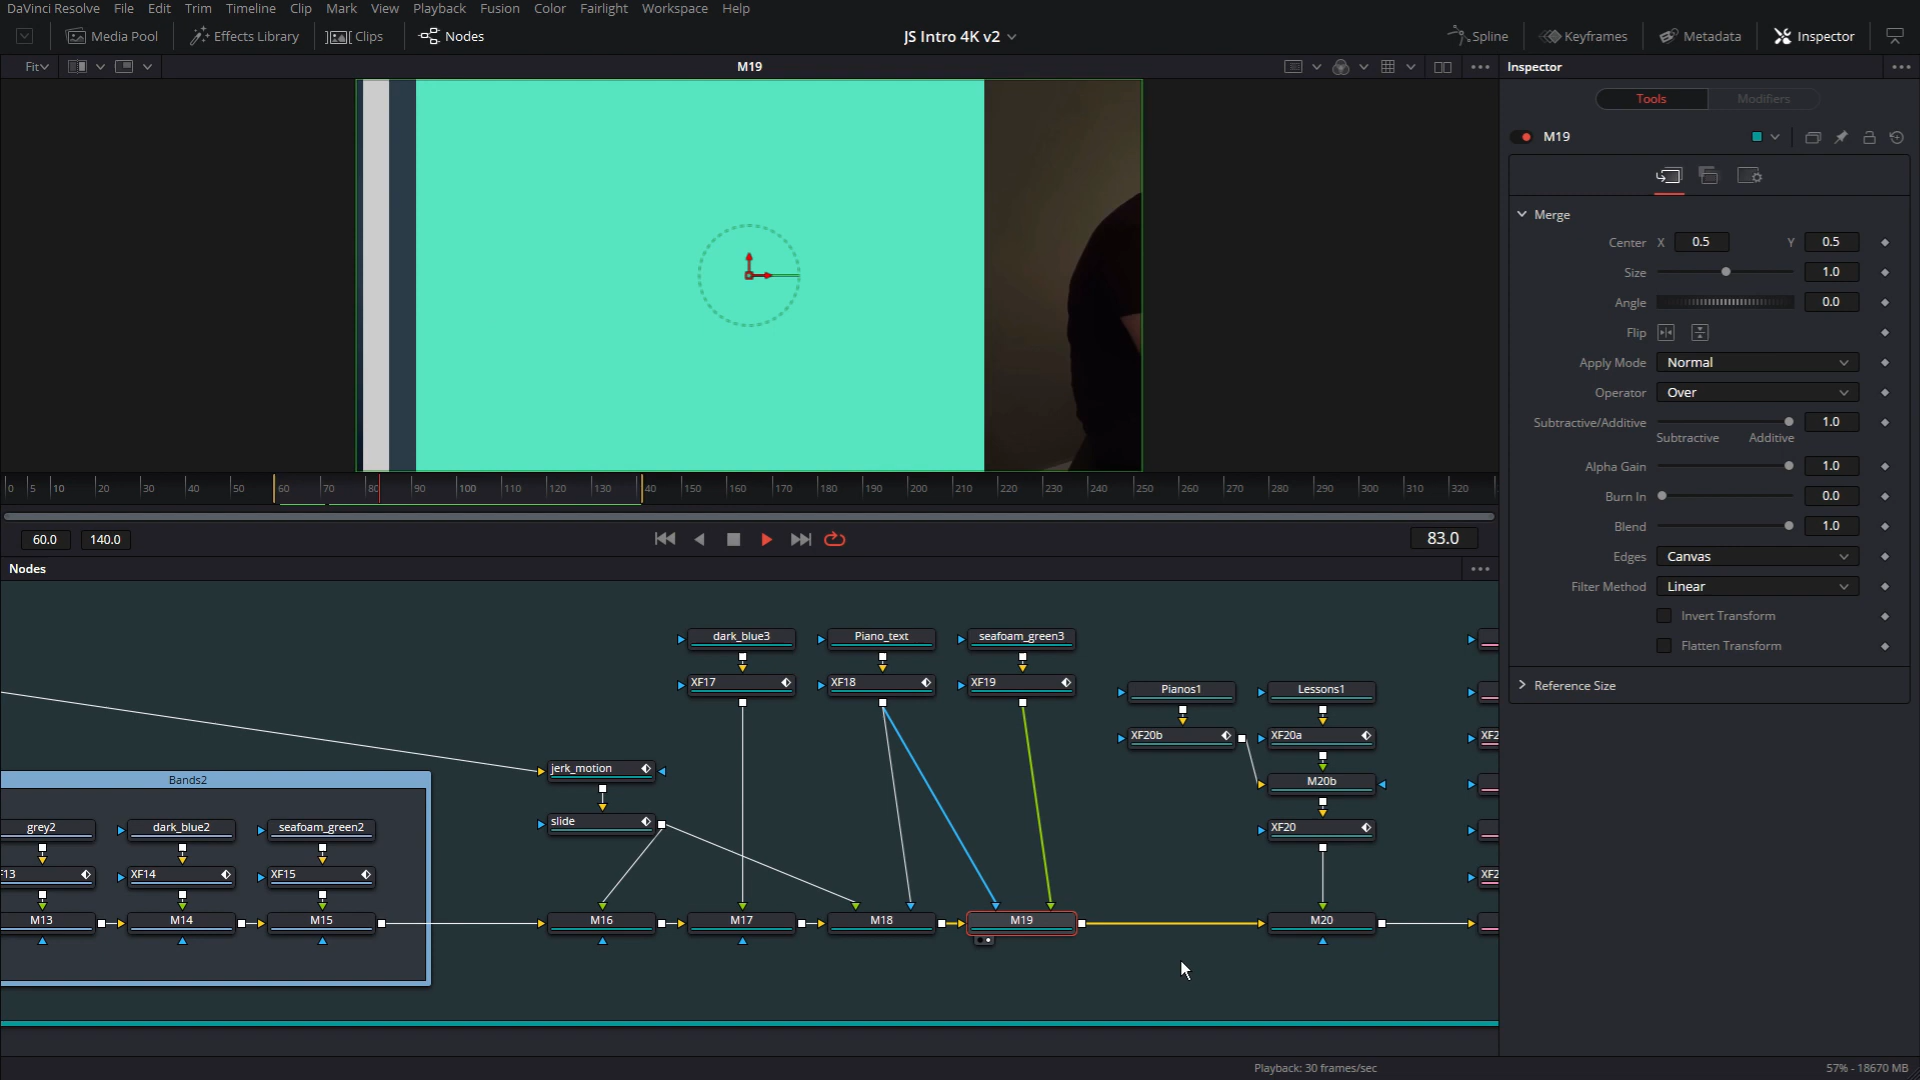 DaVinci Resolve File Edit Trim Timeline Clip Mark View Playback Fusion Color Fairlight Workspace Help
Media Pool Effects Library Clips Nodes JS Intro 4K v2 Spline Keyframes Metadata Inspector
Fit M19 Inspector
Tools Modifiers
M19
Merge
Center X 0.5 Y 0.5
Size 1.0
Angle 0.0
Flip
Apply Mode Normal
Operator Over
Subtractive/Additive 1.0
Subtractive Additive
Alpha Gain 1.0
Burn In 0.0
Blend 1.0
Edges Canvas
Filter Method Linear
Invert Transform
Flatten Transform
Reference Size
0 5 10 20 30 40 50 60 70 80 90 100 110 120 130 40 150 160 170 180 190 200 210 220 230 240 250 260 270 280 290 300 310 320
60.0 140.0 83.0
Nodes
dark_blue3 Piano_text seafoam_green3
XF17 XF18 XF19
Pianos1 Lessons1
XF20b XF20a XF2
jerk_motion
Bands2
M20b
slide
grey2 dark_blue2 seafoam_green2 XF20
F13 XF14 XF15 XF2
M13 M14 M15 M16 M17 M18 M19 M20
Playback: 30 frames/sec 57% - 18670 MB